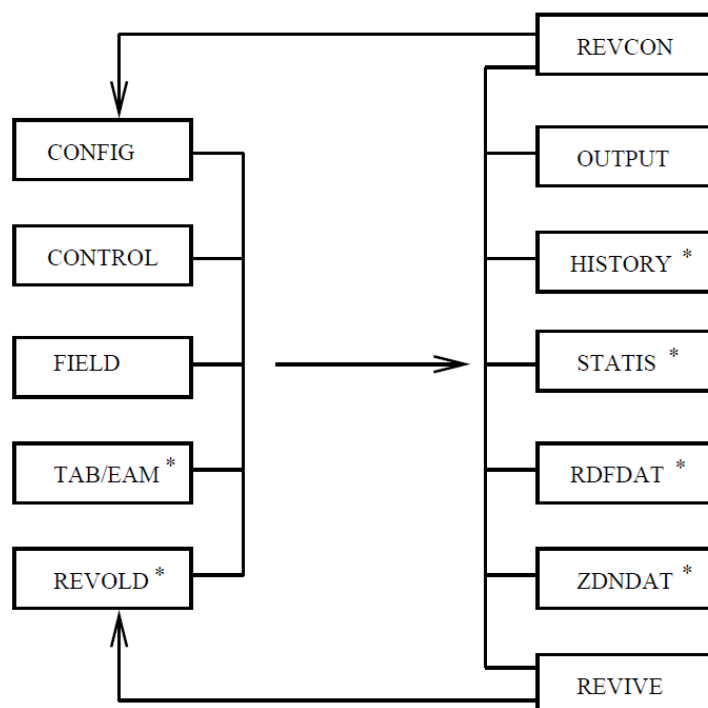 CONFIG
CONTROL
FIELD
TAB/EAM *
REVOLD *
REVCON
OUTPUT
HISTORY *
STATIS *
RDFDAT *
ZDNDAT *
REVIVE